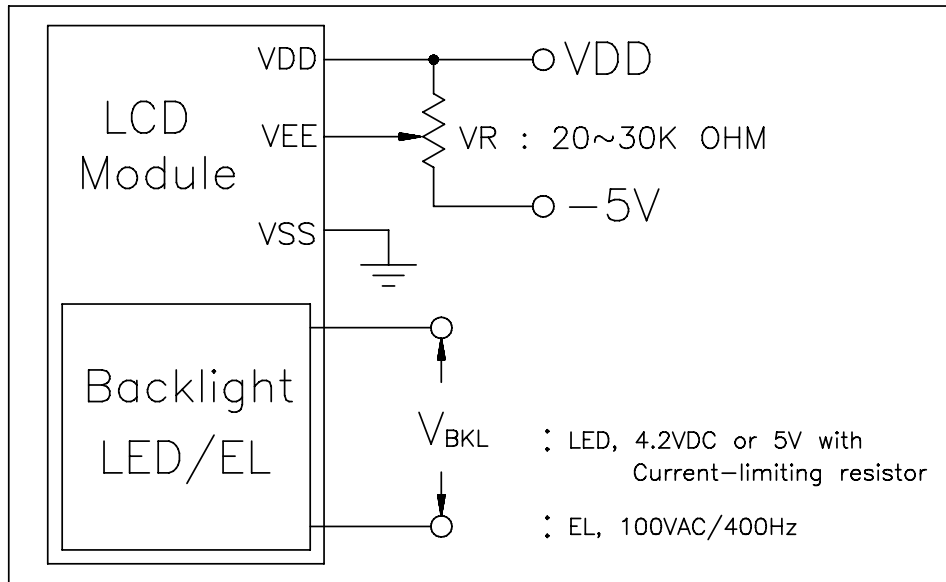 VDD
VDD
LCD
Module
VEE
VR : 20~30K OHM
-5V
VSS
Backlight
LED/EL
VBKL
: LED, 4.2VDC or 5V with
Current-limiting resistor
: EL, 100VAC/400Hz